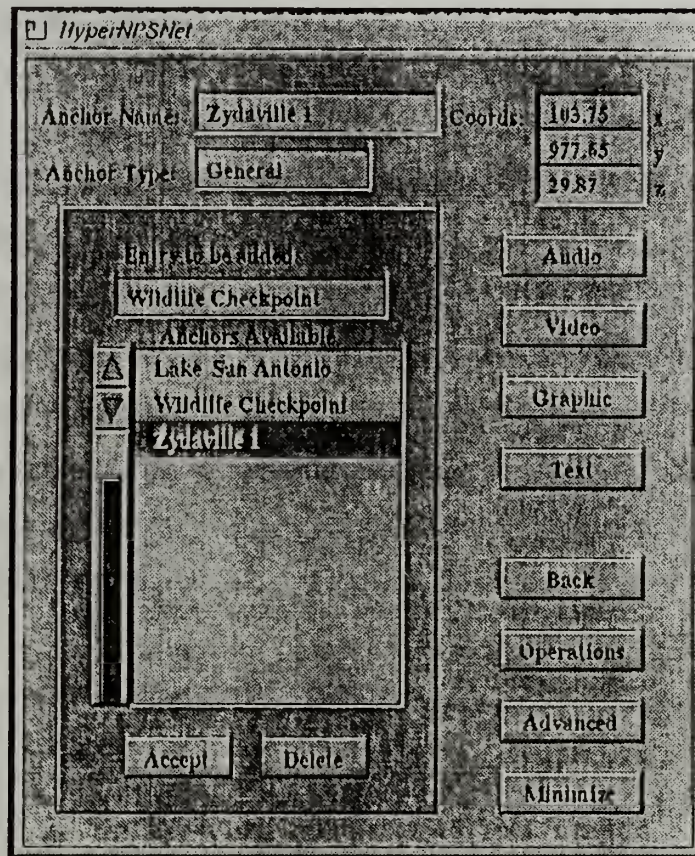 HyperNPSNet
Anchor Name: Zydaville 1
Coords: 103.75 x
977.65 y
29.87 z
Anchor Type: General
Entry to be added:
Wildlife Checkpoint
Anchors Available
Lake San Antonio
Wildlife Checkpoint
Zydaville 1
Accept
Delete
Audio
Video
Graphic
Text
Back
Operations
Advanced
Minimize